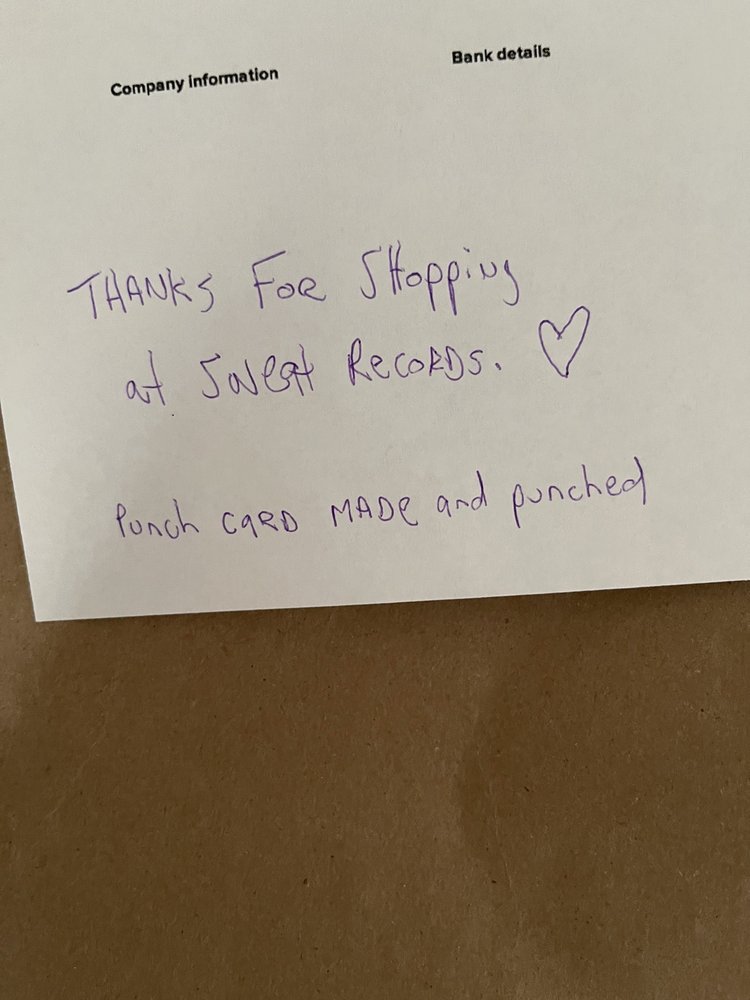 Company information
Bank details
THANKS FOR SHopping
at SWEAt RecoRDS. ♡
Punch CARD MADe and punched